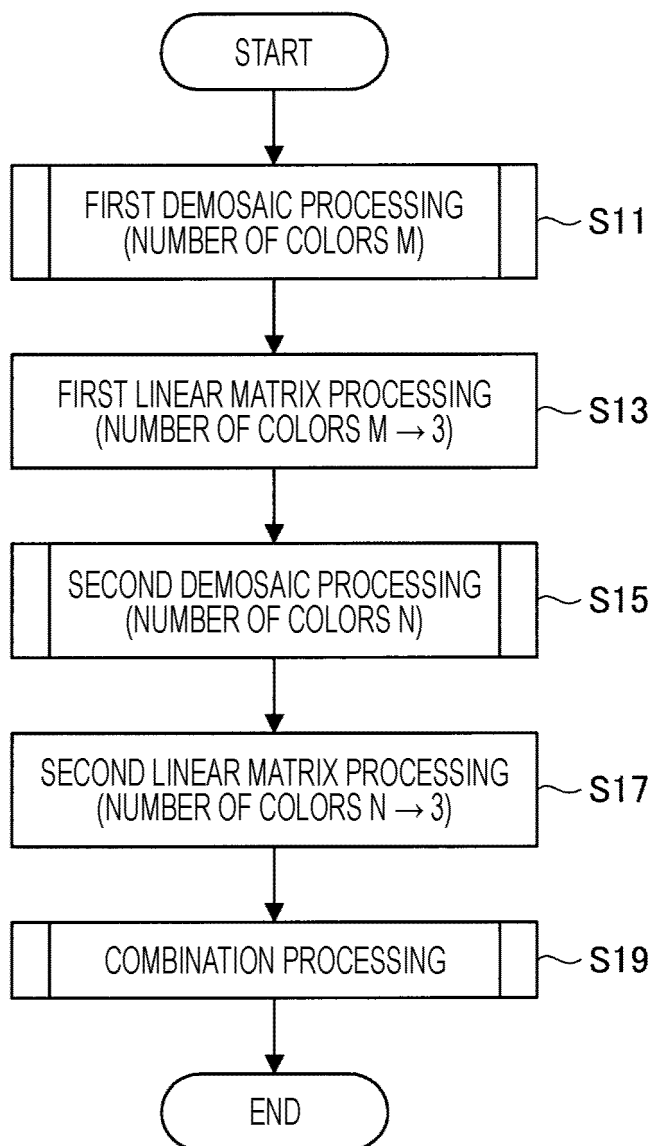 START
FIRST DEMOSAIC PROCESSING
(NUMBER OF COLORS M)
S11
FIRST LINEAR MATRIX PROCESSING
(NUMBER OF COLORS M → 3)
S13
SECOND DEMOSAIC PROCESSING
(NUMBER OF COLORS N)
S15
SECOND LINEAR MATRIX PROCESSING
(NUMBER OF COLORS N → 3)
S17
COMBINATION PROCESSING
S19
END